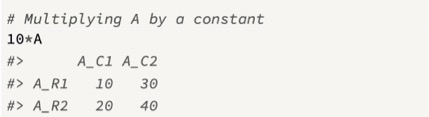 # Multiplying A by a constant
10*A
#>      A_C1 A_C2
#> A_R1   10   30
#> A_R2   20   40